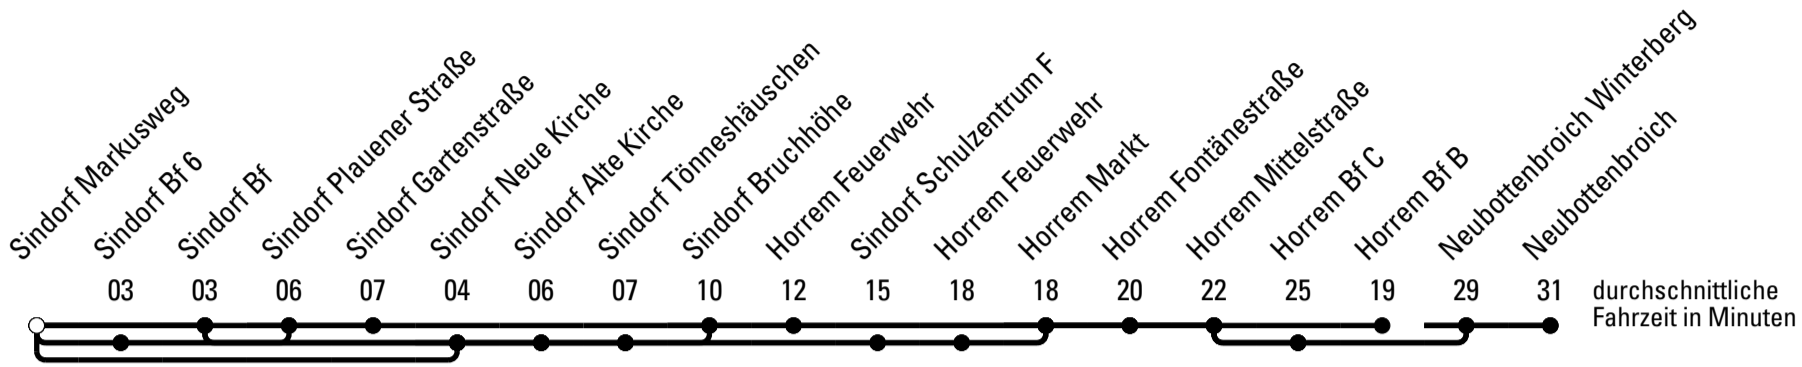 Sindorf Markusweg
Sindorf Bf 6
Sindorf Bf
Sindorf Plauener Straße
Sindorf Gartenstraße
Sindorf Neue Kirche
Sindorf Alte Kirche
Sindorf Tönneshäuschen
Sindorf Bruchhöhe
Horrem Feuerwehr
Sindorf Schulzentrum F
Horrem Feuerwehr
Horrem Markt
Horrem Fontänestraße
Horrem Mittelstraße
Horrem Bf C
Horrem Bf B
Neubottenbroich Winterberg
Neubottenbroich
03 03 06 07 04 06 07 10 12 15 18 18 20 22 25 19 29 31
durchschnittliche
Fahrzeit in Minuten